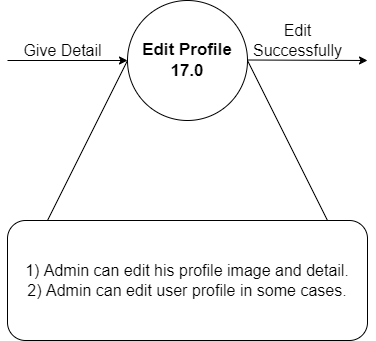 Give Detail
Edit Profile
17.0
Edit
Successfully
1) Admin can edit his profile image and detail.
2) Admin can edit user profile in some cases.